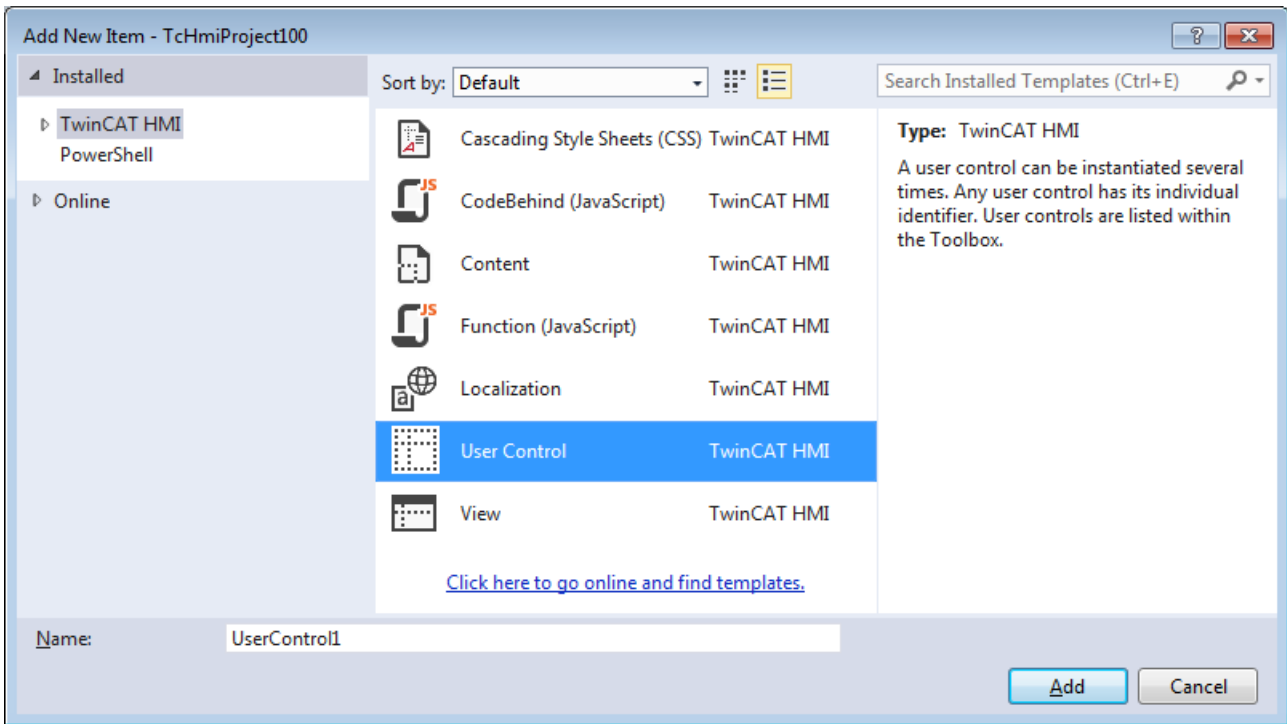 Add New Item - TcHmiProject100
Installed
TwinCAT HMI
PowerShell
Online
Sort by: Default
Search Installed Templates (Ctrl+E)
Cascading Style Sheets (CSS) TwinCAT HMI
JS
CodeBehind (JavaScript) TwinCAT HMI
Content TwinCAT HMI
JS
Function (JavaScript) TwinCAT HMI
a
Localization TwinCAT HMI
User Control TwinCAT HMI
View TwinCAT HMI
Click here to go online and find templates.
Type: TwinCAT HMI
A user control can be instantiated several
times. Any user control has its individual
identifier. User controls are listed within
the Toolbox.
Name: UserControl1
Add Cancel